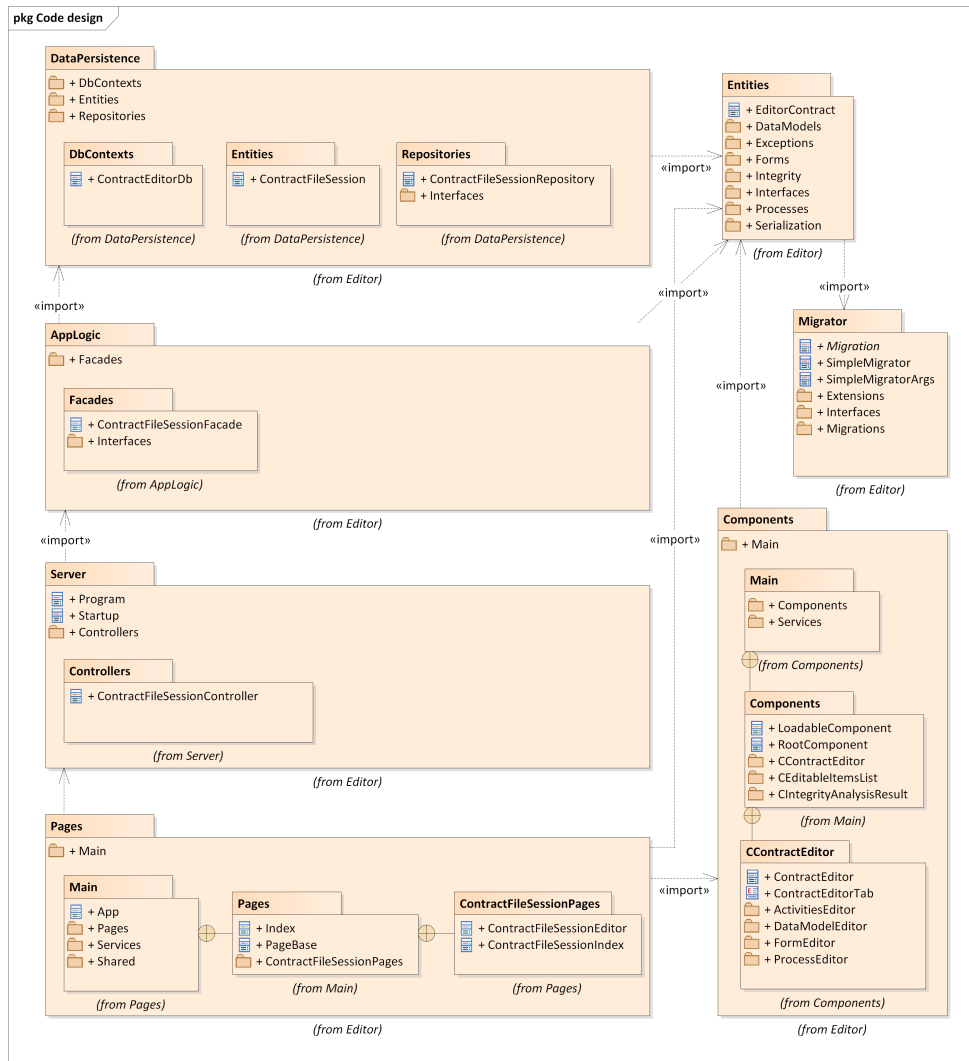 pkg Code design
DataPersistence
+ DbContexts
+ Entities
+ Repositories
DbContexts
+ ContractEditorDb
(from DataPersistence)
Entities
+ ContractFileSession
(from DataPersistence)
Repositories
+ ContractFileSessionRepository
+ Interfaces
(from DataPersistence)
(from Editor)
«import»
Entities
+ EditorContract
+ DataModels
+ Exceptions
+ Forms
+ Integrity
+ Interfaces
+ Processes
+ Serialization
(from Editor)
«import»
«import»
«import»
AppLogic
+ Facades
Facades
+ ContractFileSessionFacade
+ Interfaces
(from AppLogic)
(from Editor)
Migrator
+ Migration
+ SimpleMigrator
+ SimpleMigratorArgs
+ Extensions
+ Interfaces
+ Migrations
(from Editor)
«import»
«import»
«import»
Server
+ Program
+ Startup
+ Controllers
Controllers
+ ContractFileSessionController
(from Server)
(from Editor)
Components
+ Main
Main
+ Components
+ Services
(from Components)
Components
+ LoadableComponent
+ RootComponent
+ CContractEditor
+ CEditableItemsList
+ CIntegrityAnalysisResult
(from Main)
CContractEditor
+ ContractEditor
+ ContractEditorTab
+ ActivitiesEditor
+ DataModelEditor
+ FormEditor
+ ProcessEditor
(from Components)
(from Editor)
Pages
+ Main
Main
+ App
+ Pages
+ Services
+ Shared
(from Pages)
Pages
+ Index
+ PageBase
+ ContractFileSessionPages
(from Main)
ContractFileSessionPages
+ ContractFileSessionEditor
+ ContractFileSessionIndex
(from Pages)
(from Editor)
«import»